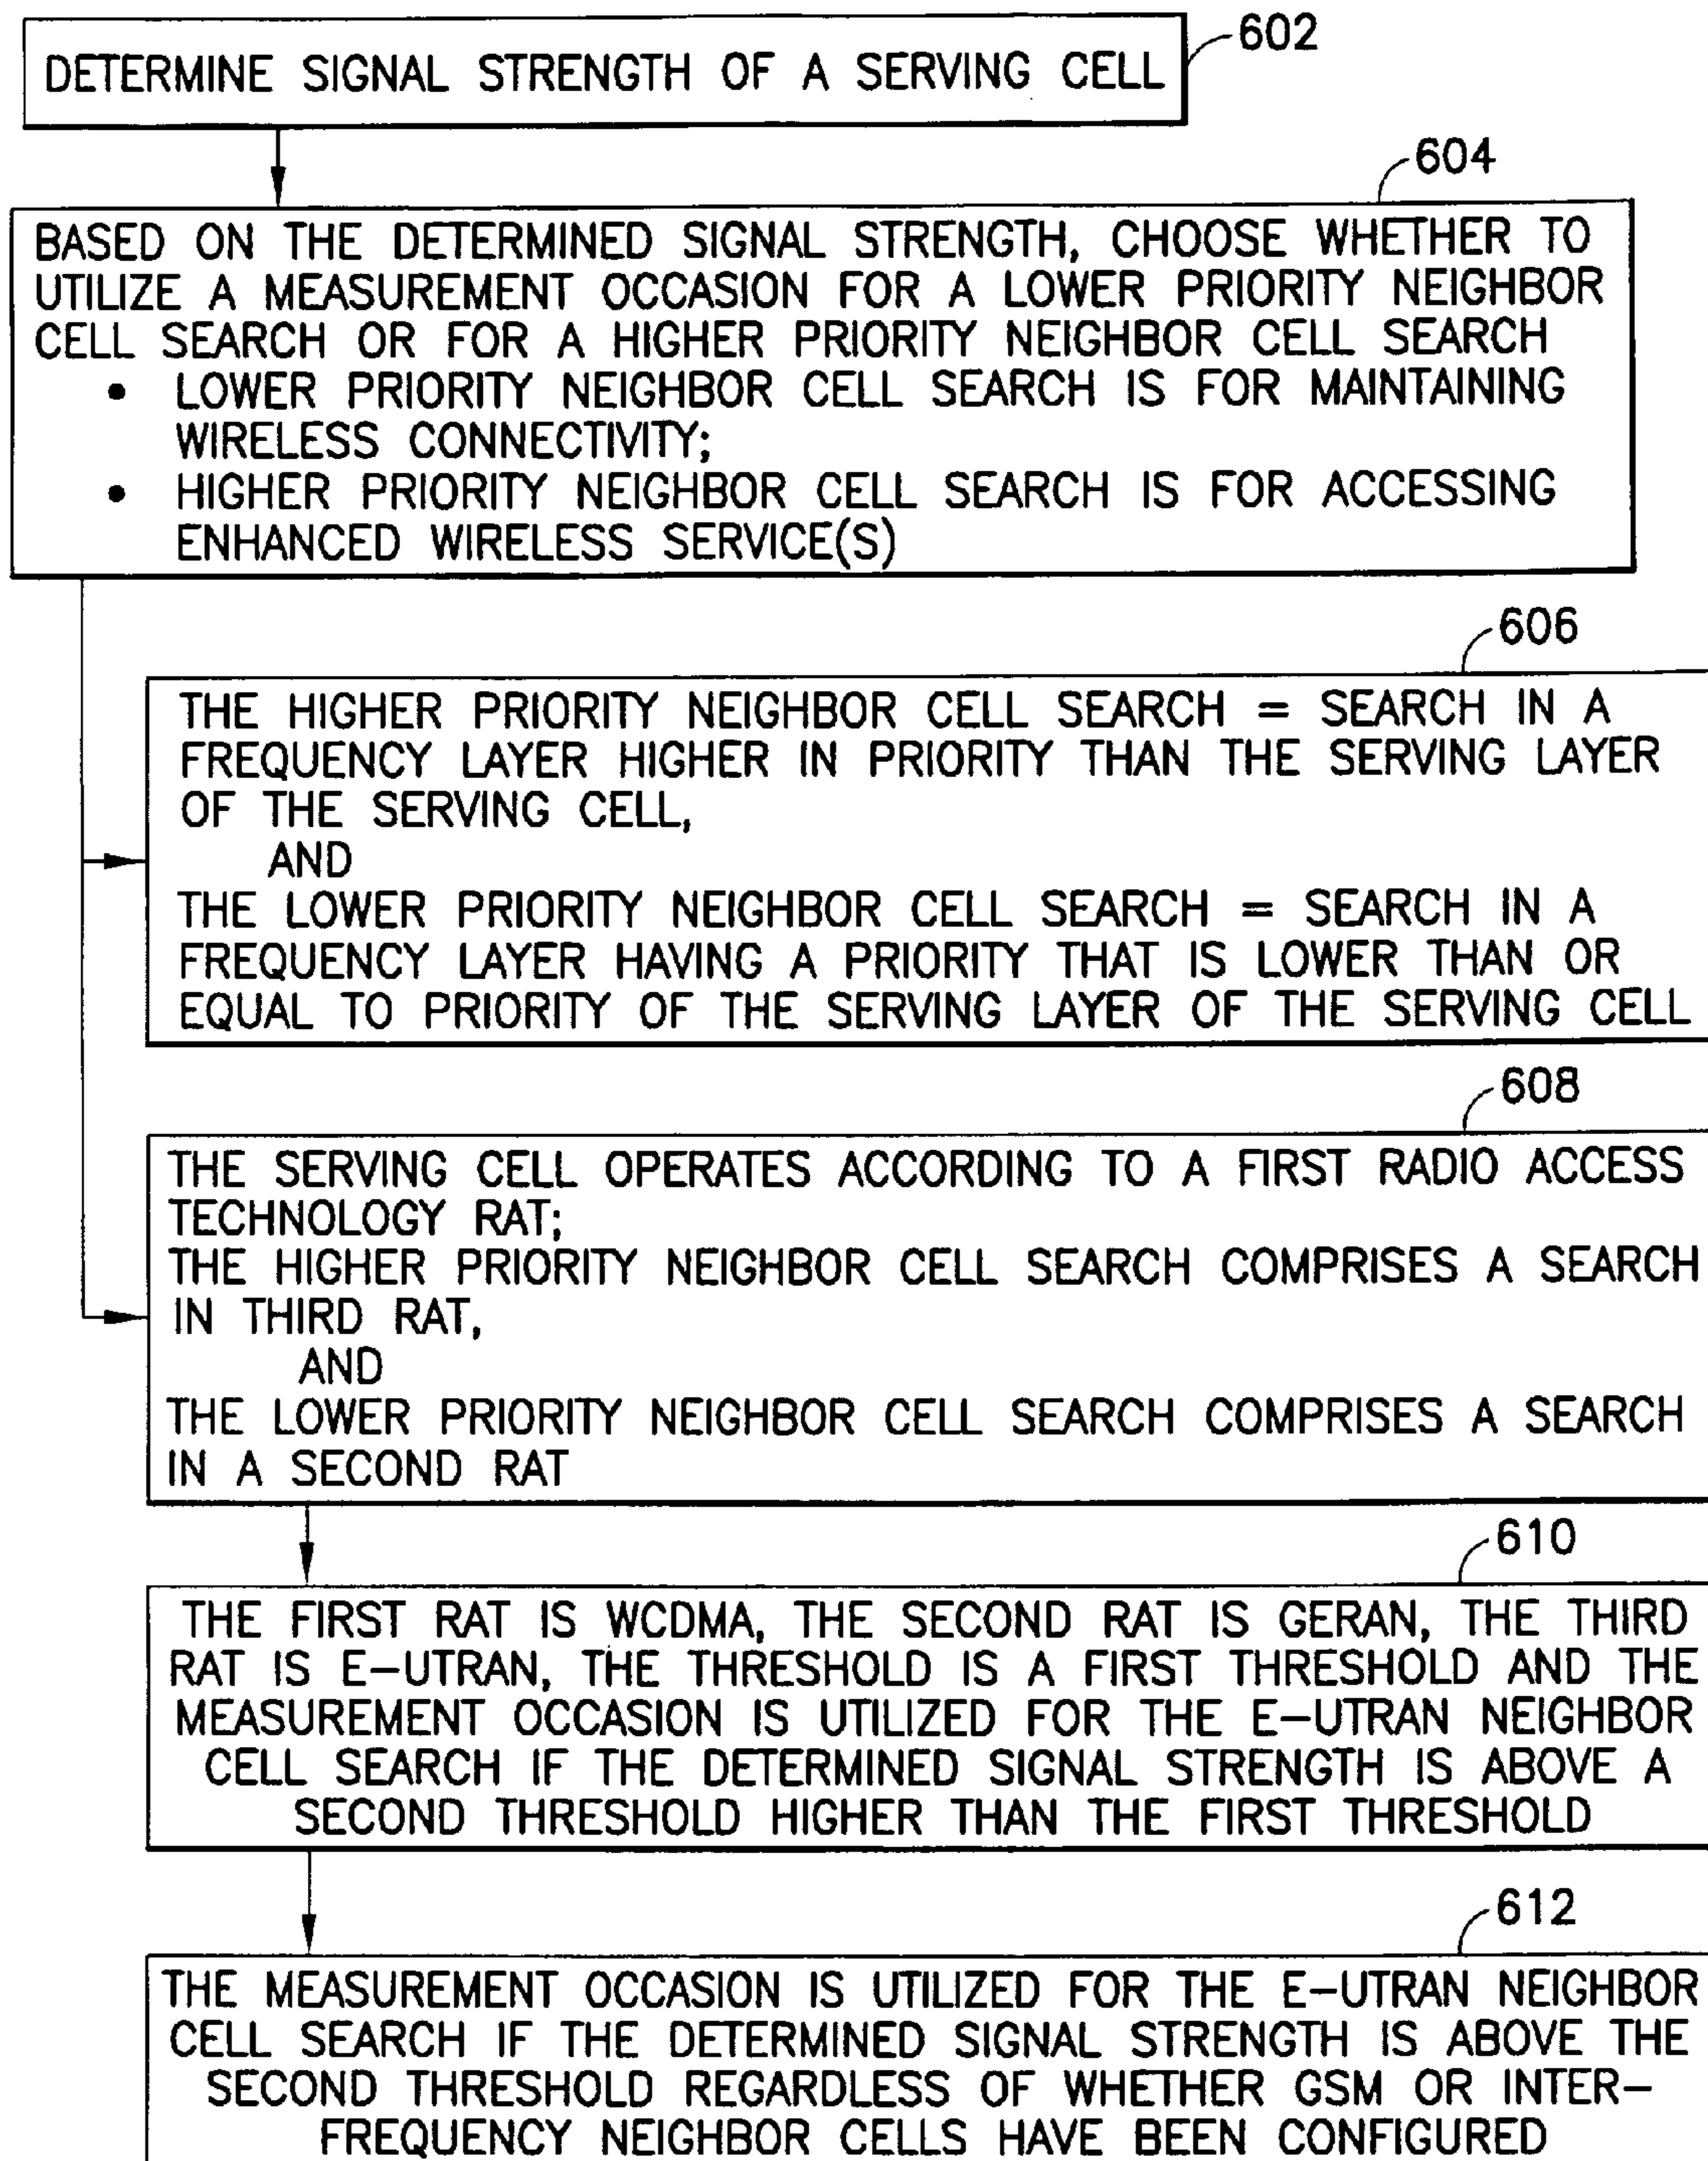 602
DETERMINE SIGNAL STRENGTH OF A SERVING CELL
604
BASED ON THE DETERMINED SIGNAL STRENGTH, CHOOSE WHETHER TO
UTILIZE A MEASUREMENT OCCASION FOR A LOWER PRIORITY NEIGHBOR
CELL SEARCH OR FOR A HIGHER PRIORITY NEIGHBOR CELL SEARCH
• LOWER PRIORITY NEIGHBOR CELL SEARCH IS FOR MAINTAINING
WIRELESS CONNECTIVITY;
• HIGHER PRIORITY NEIGHBOR CELL SEARCH IS FOR ACCESSING
ENHANCED WIRELESS SERVICE(S)
606
THE HIGHER PRIORITY NEIGHBOR CELL SEARCH = SEARCH IN A
FREQUENCY LAYER HIGHER IN PRIORITY THAN THE SERVING LAYER
OF THE SERVING CELL,
AND
THE LOWER PRIORITY NEIGHBOR CELL SEARCH = SEARCH IN A
FREQUENCY LAYER HAVING A PRIORITY THAT IS LOWER THAN OR
EQUAL TO PRIORITY OF THE SERVING LAYER OF THE SERVING CELL
608
THE SERVING CELL OPERATES ACCORDING TO A FIRST RADIO ACCESS
TECHNOLOGY RAT;
THE HIGHER PRIORITY NEIGHBOR CELL SEARCH COMPRISES A SEARCH
IN THIRD RAT,
AND
THE LOWER PRIORITY NEIGHBOR CELL SEARCH COMPRISES A SEARCH
IN A SECOND RAT
610
THE FIRST RAT IS WCDMA, THE SECOND RAT IS GERAN, THE THIRD
RAT IS E-UTRAN, THE THRESHOLD IS A FIRST THRESHOLD AND THE
MEASUREMENT OCCASION IS UTILIZED FOR THE E-UTRAN NEIGHBOR
CELL SEARCH IF THE DETERMINED SIGNAL STRENGTH IS ABOVE A
SECOND THRESHOLD HIGHER THAN THE FIRST THRESHOLD
612
THE MEASUREMENT OCCASION IS UTILIZED FOR THE E-UTRAN NEIGHBOR
CELL SEARCH IF THE DETERMINED SIGNAL STRENGTH IS ABOVE THE
SECOND THRESHOLD REGARDLESS OF WHETHER GSM OR INTER-
FREQUENCY NEIGHBOR CELLS HAVE BEEN CONFIGURED